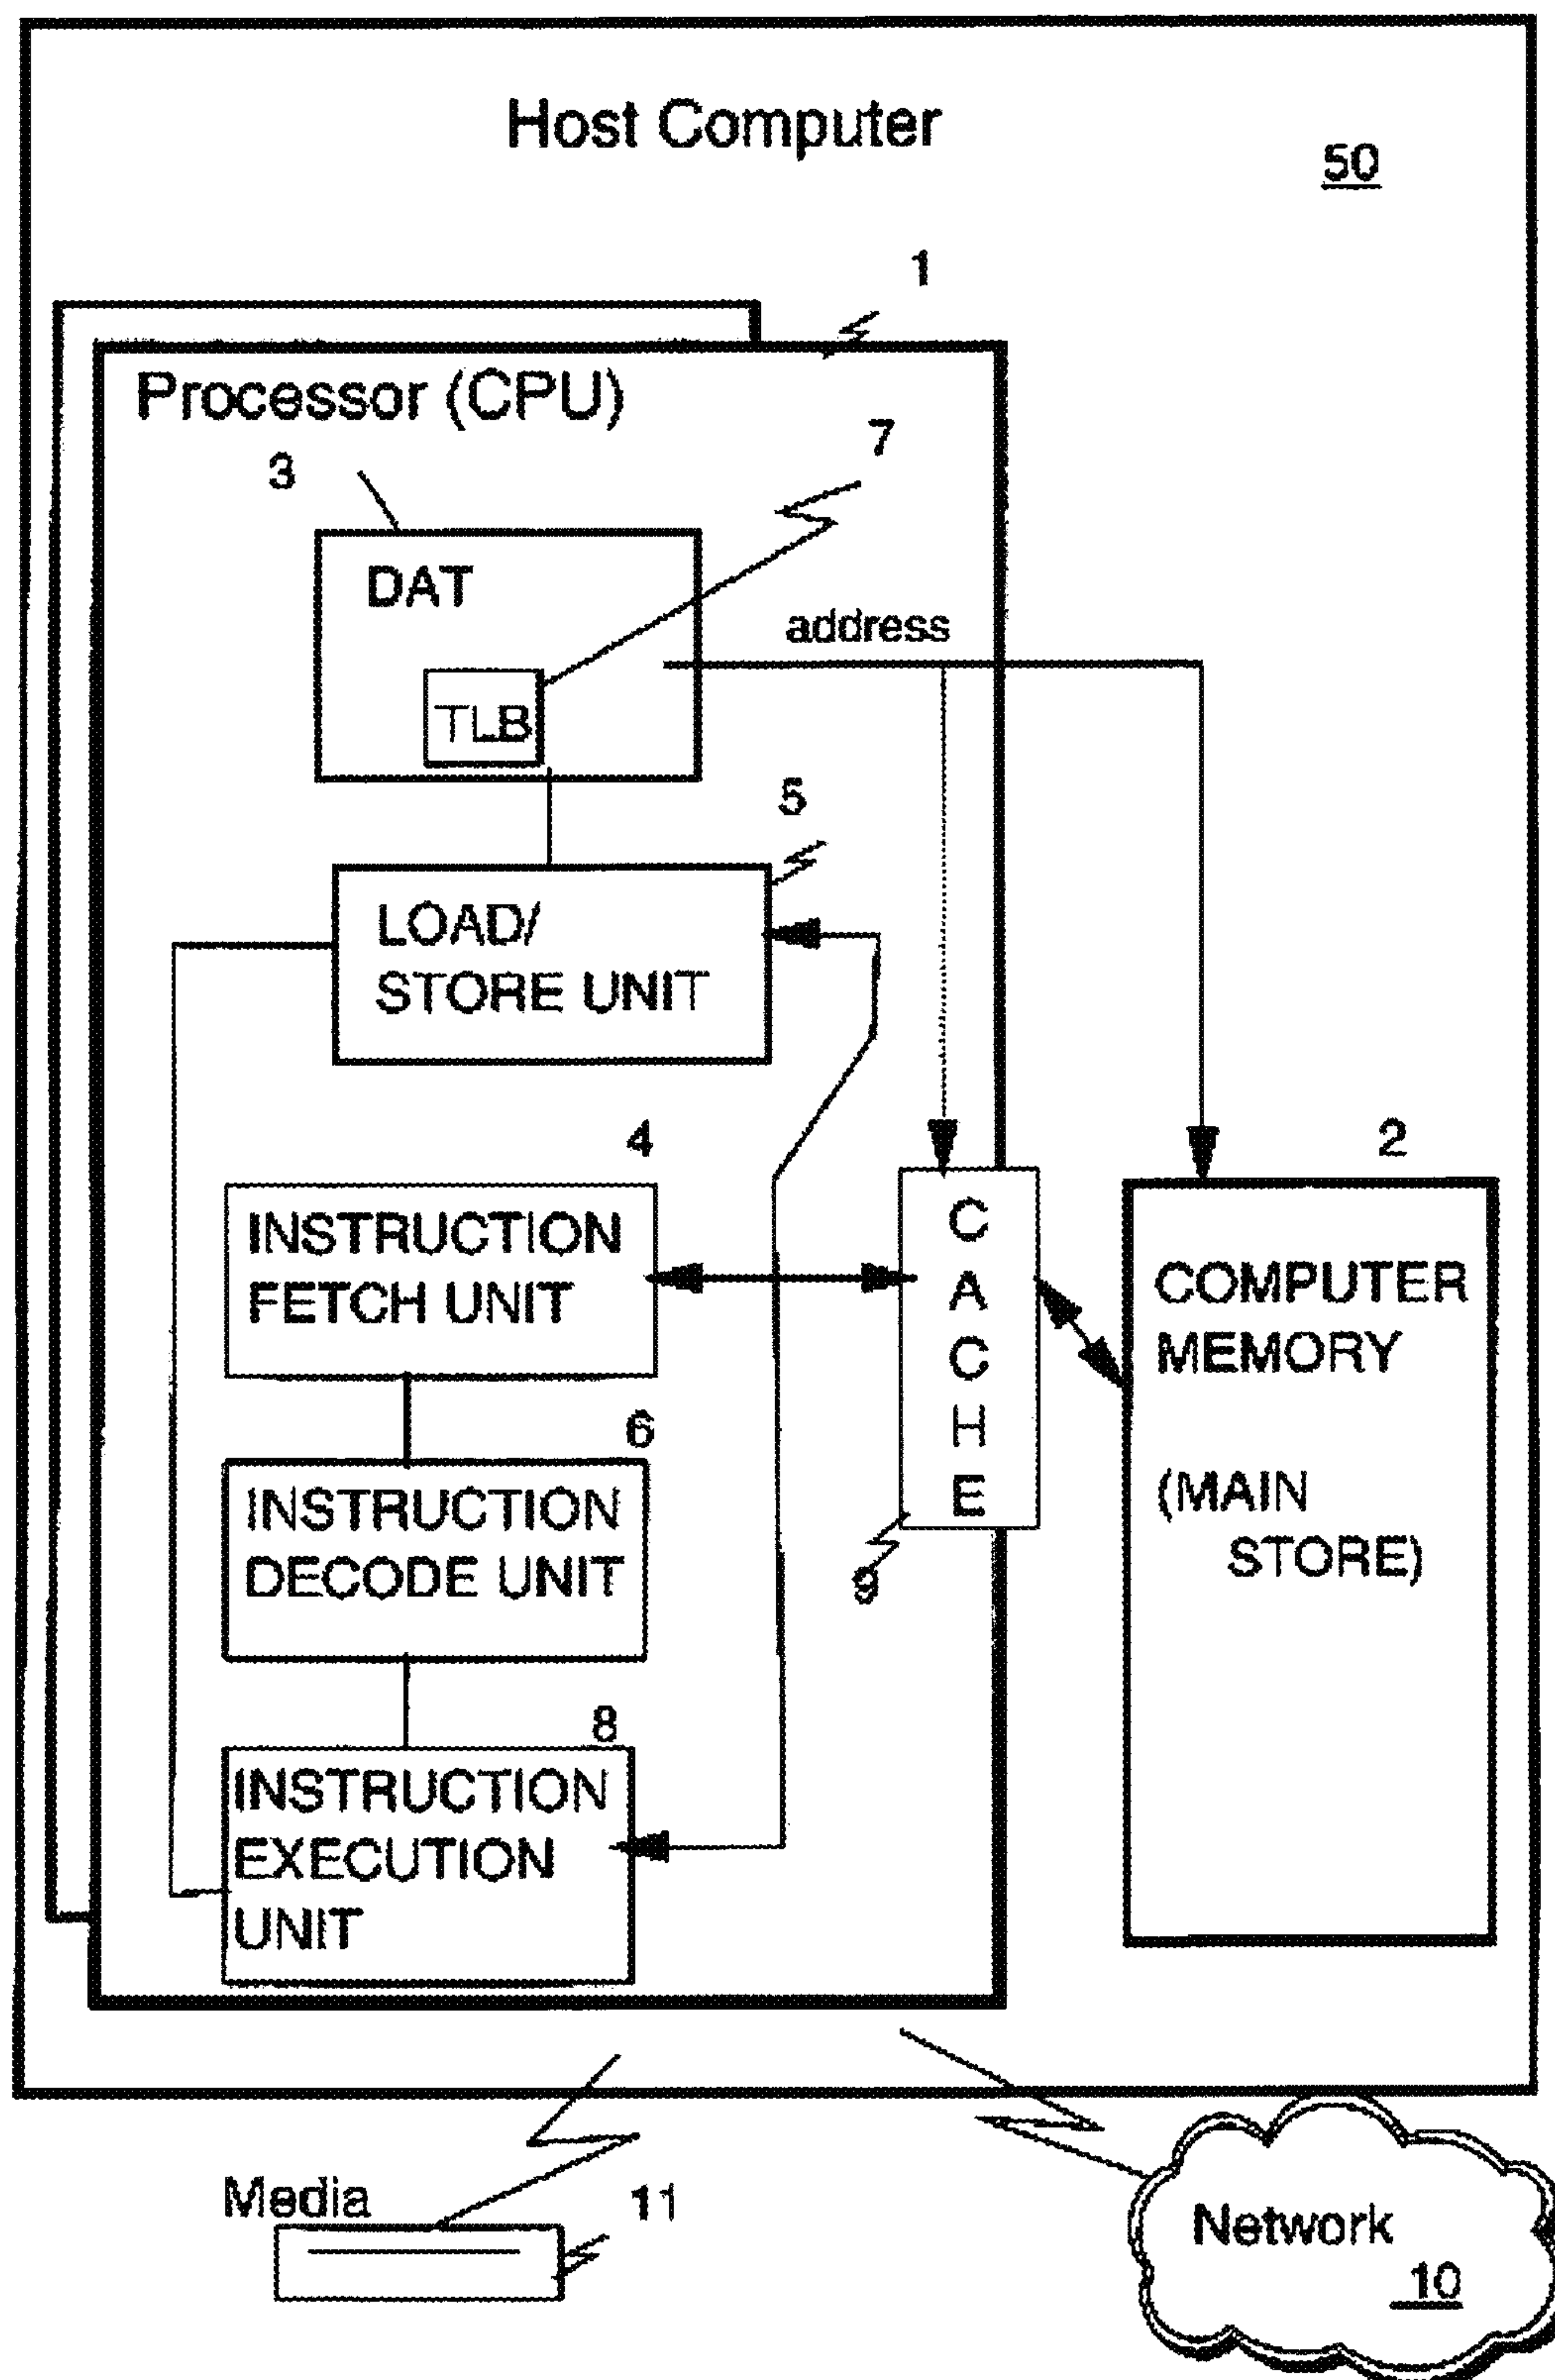 Host Computer
50
1
Processor (CPU)
7
3
DAT
address
TLB
5
LOAD/
STORE UNIT
4
2
INSTRUCTION
FETCH UNIT
CACHE
COMPUTER
MEMORY
(MAIN
STORE)
6
INSTRUCTION
DECODE UNIT
9
8
INSTRUCTION
EXECUTION
UNIT
Media
11
Network
10